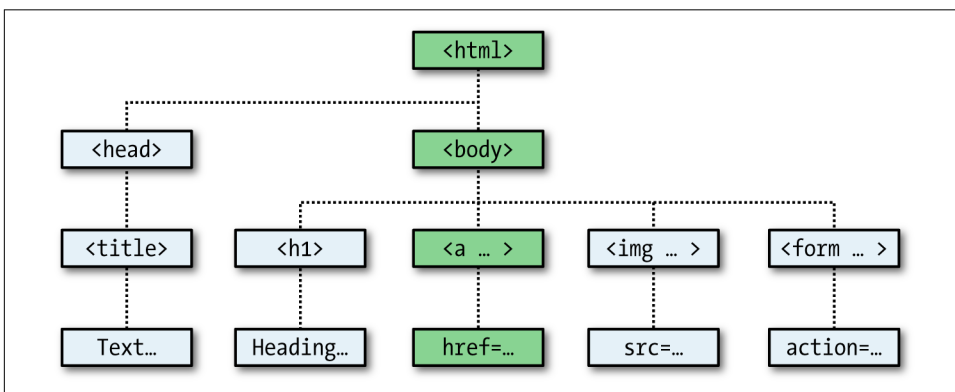 <html>
<head>
<body>
<title>
<h1>
<a … >
<img … >
<form … >
Text…
Heading…
href=…
src=…
action=…